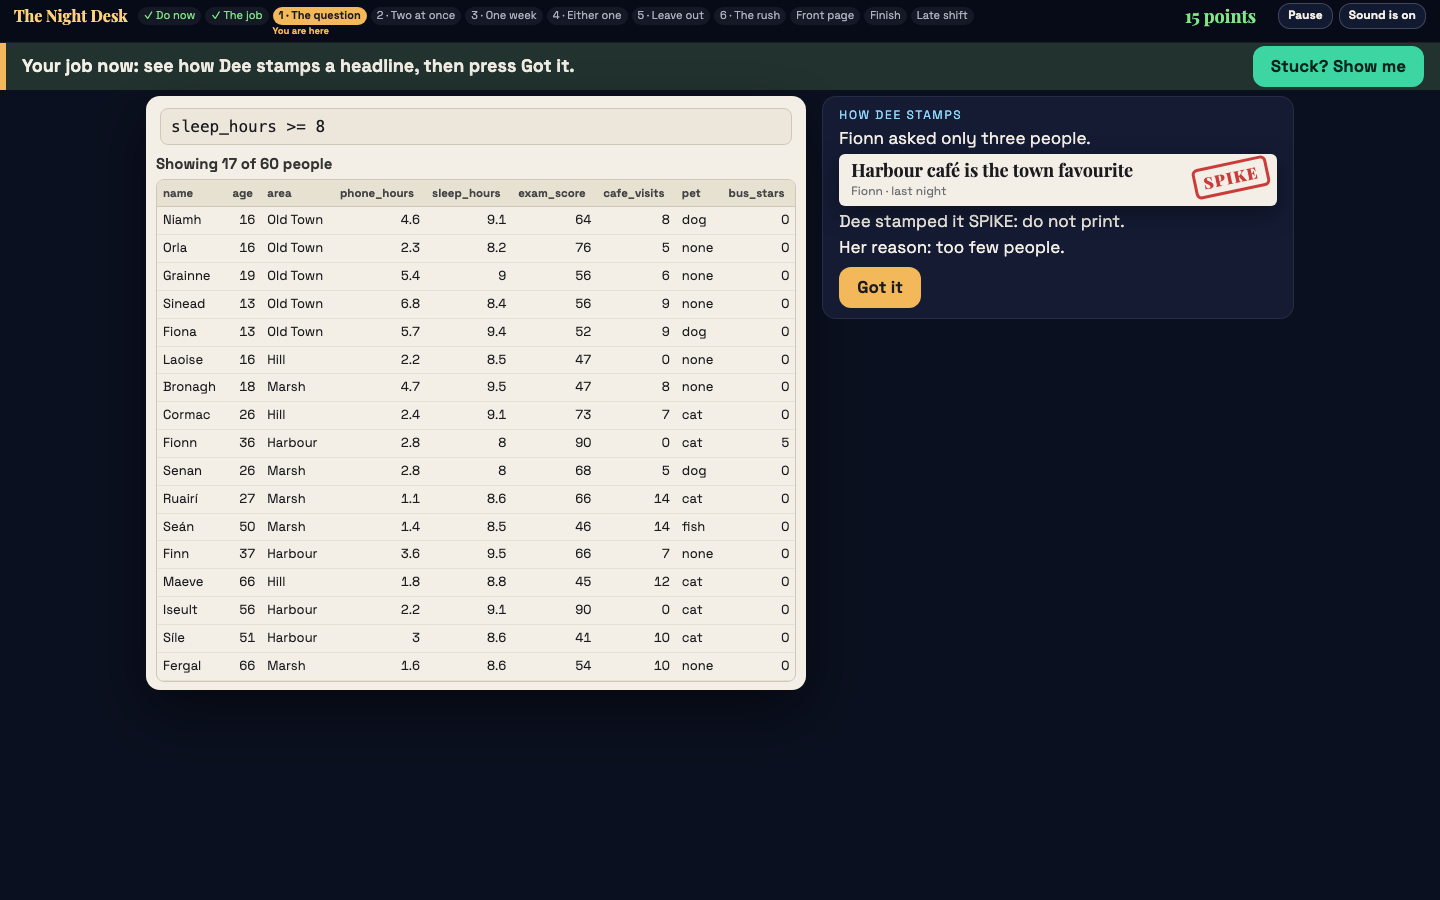 The Night Desk ✓ Do now ✓ The job 1 · The question 2 · Two at once 3 · One week 4 · Either one 5 · Leave out 6 · The rush Front page Finish Late shift 15 points Pause Sound is on
You are here
Your job now: see how Dee stamps a headline, then press Got it. Stuck? Show me
sleep_hours >= 8
Showing 17 of 60 people
name age area phone_hours sleep_hours exam_score cafe_visits pet bus_stars
Niamh 16 Old Town 4.6 9.1 64 8 dog 0
Orla 16 Old Town 2.3 8.2 76 5 none 0
Grainne 19 Old Town 5.4 9 56 6 none 0
Sinead 13 Old Town 6.8 8.4 56 9 none 0
Fiona 13 Old Town 5.7 9.4 52 9 dog 0
Laoise 16 Hill 2.2 8.5 47 0 none 0
Bronagh 18 Marsh 4.7 9.5 47 8 none 0
Cormac 26 Hill 2.4 9.1 73 7 cat 0
Fionn 36 Harbour 2.8 8 90 0 cat 5
Senan 26 Marsh 2.8 8 68 5 dog 0
Ruairí 27 Marsh 1.1 8.6 66 14 cat 0
Seán 50 Marsh 1.4 8.5 46 14 fish 0
Finn 37 Harbour 3.6 9.5 66 7 none 0
Maeve 66 Hill 1.8 8.8 45 12 cat 0
Iseult 56 Harbour 2.2 9.1 90 0 cat 0
Síle 51 Harbour 3 8.6 41 10 cat 0
Fergal 66 Marsh 1.6 8.6 54 10 none 0
HOW DEE STAMPS
Fionn asked only three people.
Harbour café is the town favourite
Fionn · last night
SPIKE
Dee stamped it SPIKE: do not print.
Her reason: too few people.
Got it